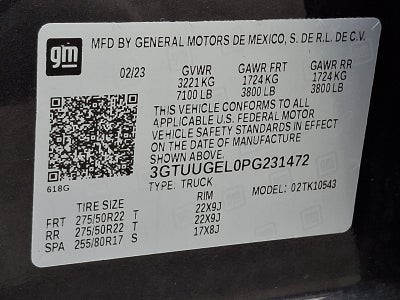 gm
MFD BY GENERAL MOTORS DE MEXICO, S. DE R.L. DE C.V.
02/23 GVWR GAWR FRT GAWR RR
3221 KG 1724 KG 1724 KG
7100 LB 3800 LB 3800 LB
THIS VEHICLE CONFORMS TO ALL
APPLICABLE U.S. FEDERAL MOTOR
VEHICLE SAFETY STANDARDS IN
EFFECT ON THE DATE OF MANUFACTURE
SHOWN ABOVE.
3GTUUGEL0PG231472
618G
TYPE: TRUCK MODEL: 02TK10543
TIRE SIZE RIM
FRT 275/50R22 T 22X9J
RR 275/50R22 T 22X9J
SPA 255/80R17 S 17X8J